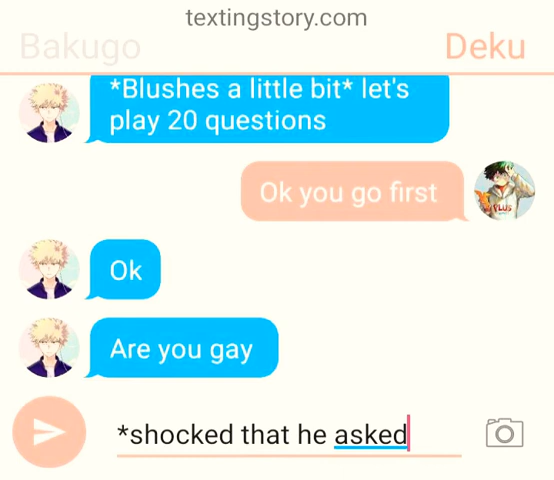 textingstory.com
Bakugo
Deku
*Blushes a little bit* let's
play 20 questions
Ok you go first
PLUS
Ok
Are you gay
*shocked that he asked